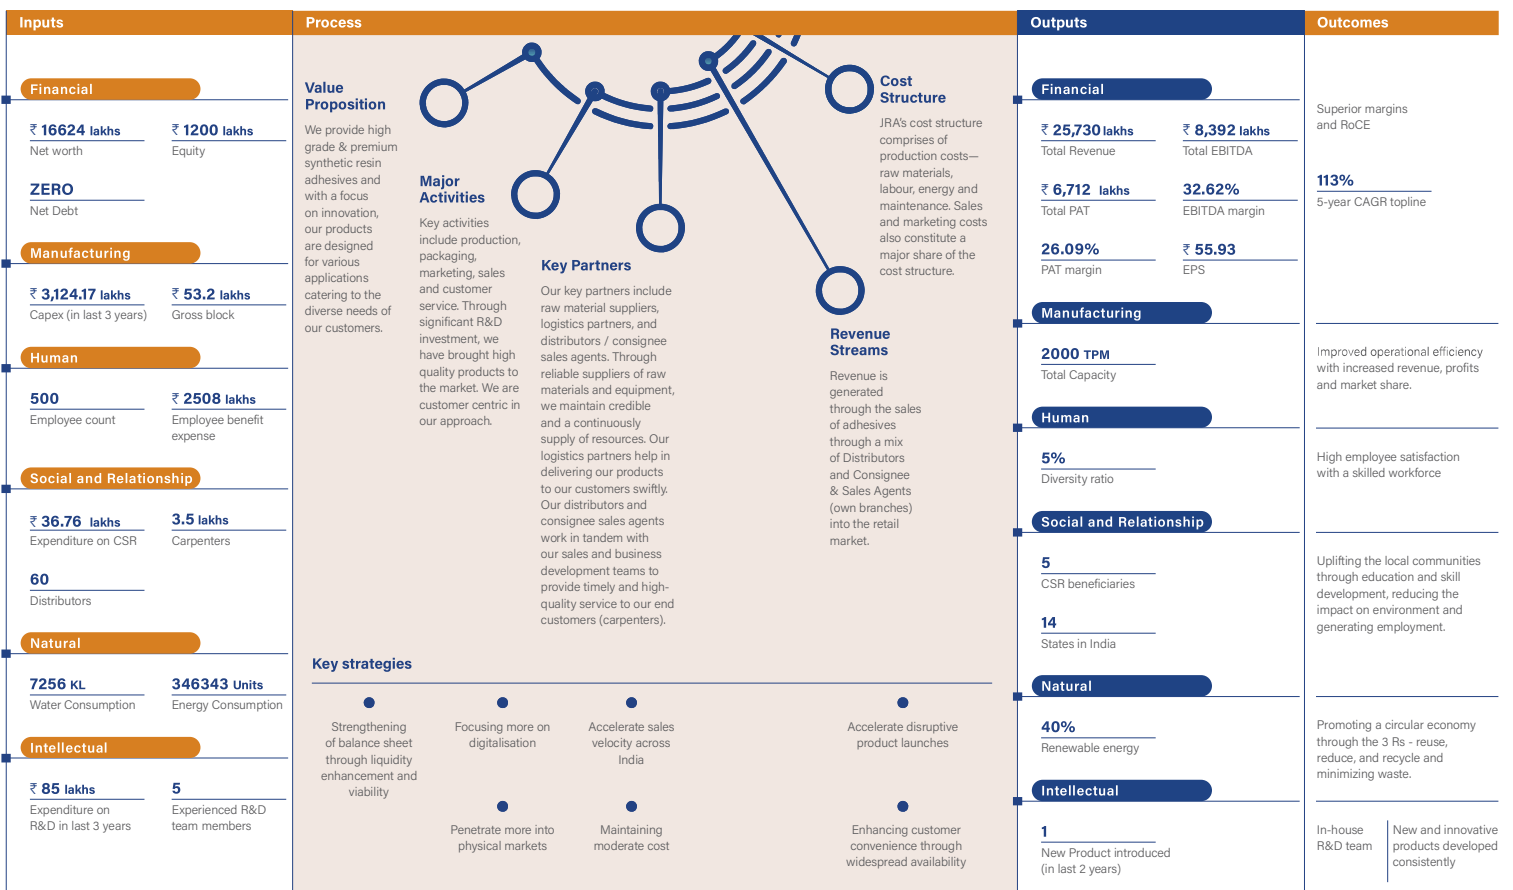 Inputs
Financial
₹ 16624 lakhs
Net worth
₹ 1200 lakhs
Equity
ZERO
Net Debt
Manufacturing
₹ 3,124.17 lakhs
Capex (in last 3 years)
₹ 53.2 lakhs
Gross block
Human
500
Employee count
₹ 2508 lakhs
Employee benefit
expense
Social and Relationship
₹ 36.76 lakhs
Expenditure on CSR
3.5 lakhs
Carpenters
60
Distributors
Natural
7256 KL
Water Consumption
346343 Units
Energy Consumption
Intellectual
₹ 85 lakhs
Expenditure on
R&D in last 3 years
5
Experienced R&D
team members
Process
Value
Proposition
We provide high
grade & premium
synthetic resin
adhesives and
with a focus
on innovation,
our products
are designed
for various
applications
catering to the
diverse needs of
our customers.
Major
Activities
Key activities
include production,
packaging,
marketing, sales
and customer
service. Through
significant R&D
investment, we
have brought high
quality products to
the market. We are
customer centric in
our approach.
Key Partners
Our key partners include
raw material suppliers,
logistics partners, and
distributors / consignee
sales agents. Through
reliable suppliers of raw
materials and equipment,
we maintain credible
and a continuously
supply of resources. Our
logistics partners help in
delivering our products
to our customers swiftly.
Our distributors and
consignee sales agents
work in tandem with
our sales and business
development teams to
provide timely and high-
quality service to our end
customers (carpenters).
Revenue
Streams
Revenue is
generated
through the sales
of adhesives
through a mix
of Distributors
and Consignee
& Sales Agents
(own branches)
into the retail
market.
Cost
Structure
JRA's cost structure
comprises of
production costs—
raw materials,
labour, energy and
maintenance. Sales
and marketing costs
also constitute a
major share of the
cost structure.
Key strategies
Strengthening
of balance sheet
through liquidity
enhancement and
viability
Focusing more on
digitalisation
Accelerate sales
velocity across
India
Accelerate disruptive
product launches
Penetrate more into
physical markets
Maintaining
moderate cost
Enhancing customer
convenience through
widespread availability
Outputs
Financial
₹ 25,730 lakhs
Total Revenue
₹ 8,392 lakhs
Total EBITDA
₹ 6,712 lakhs
Total PAT
32.62%
EBITDA margin
26.09%
PAT margin
₹ 55.93
EPS
Manufacturing
2000 TPM
Total Capacity
Human
5%
Diversity ratio
Social and Relationship
5
CSR beneficiaries
14
States in India
Natural
40%
Renewable energy
Intellectual
1
New Product introduced
(in last 2 years)
Outcomes
Superior margins
and RoCE
113%
5-year CAGR topline
Improved operational efficiency
with increased revenue, profits
and market share.
High employee satisfaction
with a skilled workforce
Uplifting the local communities
through education and skill
development, reducing the
impact on environment and
generating employment.
Promoting a circular economy
through the 3 Rs - reuse,
reduce, and recycle and
minimizing waste.
In-house
R&D team
New and innovative
products developed
consistently